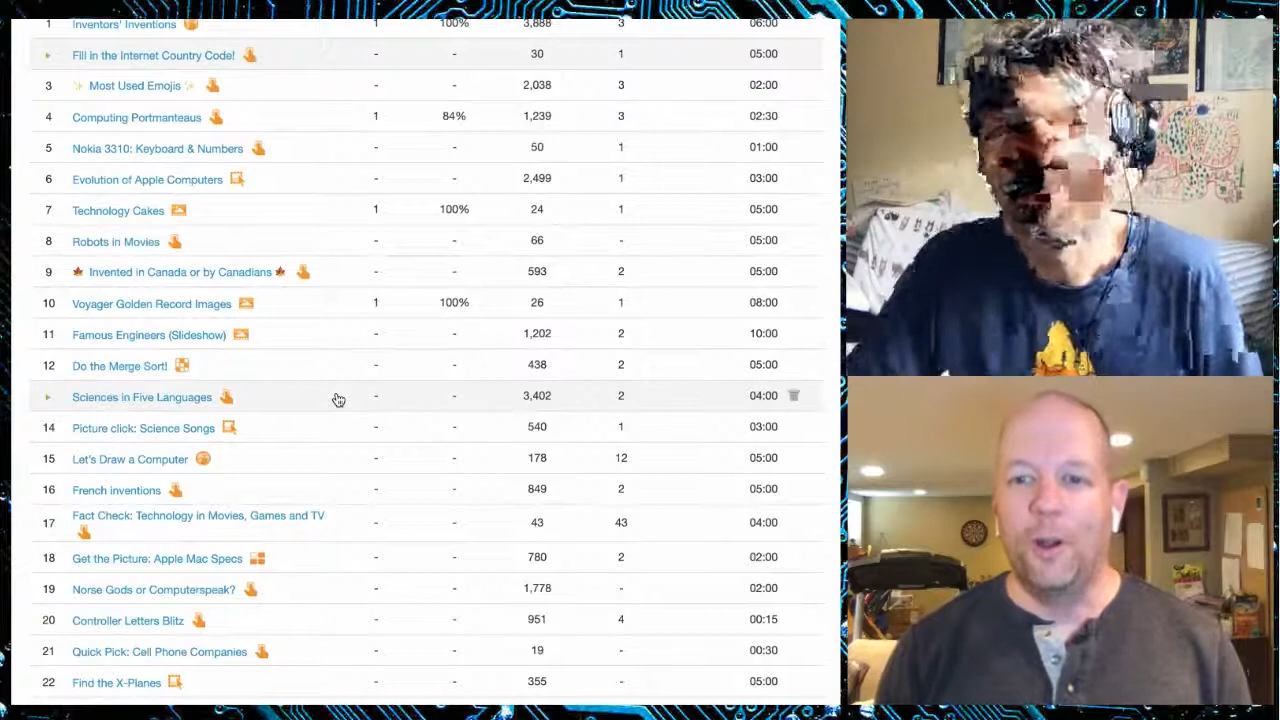 1 Inventors' Inventions 1 100% 3,888 3 06:00
Fill in the Internet Country Code! - - 30 1 05:00
3 Most Used Emojis - - 2,038 3 02:00
4 Computing Portmanteaus 1 84% 1,239 3 02:30
5 Nokia 3310: Keyboard & Numbers - - 50 1 01:00
6 Evolution of Apple Computers - - 2,499 1 03:00
7 Technology Cakes 1 100% 24 1 05:00
8 Robots in Movies - - 66 - 05:00
9 Invented in Canada or by Canadians - - 593 2 05:00
10 Voyager Golden Record Images 1 100% 26 1 08:00
11 Famous Engineers (Slideshow) - - 1,202 2 10:00
12 Do the Merge Sort! - - 438 2 05:00
Sciences in Five Languages - - 3,402 2 04:00
14 Picture click: Science Songs - - 540 1 03:00
15 Let's Draw a Computer - - 178 12 05:00
16 French inventions - - 849 2 05:00
17 Fact Check: Technology in Movies, Games and TV - - 43 43 04:00
18 Get the Picture: Apple Mac Specs - - 780 2 02:00
19 Norse Gods or Computerspeak? - - 1,778 - 02:00
20 Controller Letters Blitz - - 951 4 00:15
21 Quick Pick: Cell Phone Companies - - 19 - 00:30
22 Find the X-Planes - - 355 - 05:00